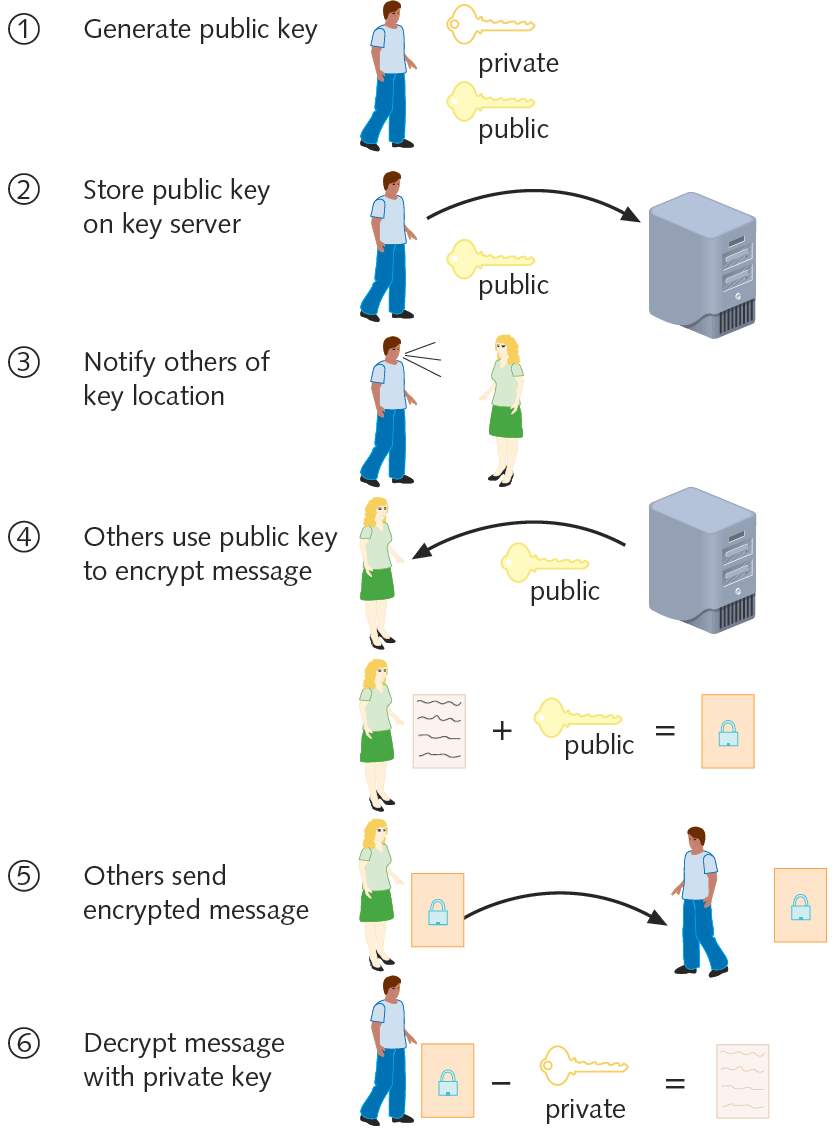 ① Generate public key
private
public
② Store public key
on key server
public
③ Notify others of
key location
④ Others use public key
to encrypt message
public
+ public =
⑤ Others send
encrypted message
⑥ Decrypt message
with private key
– private =